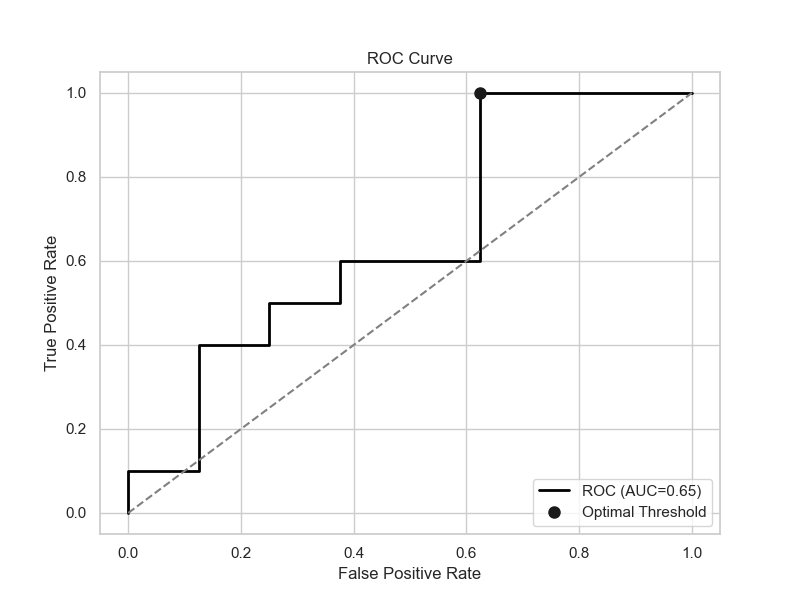 ROC Curve
True Positive Rate
1.0
0.8
0.6
0.4
0.2
0.0
0.0 0.2 0.4 0.6 0.8 1.0
False Positive Rate
ROC (AUC=0.65)
Optimal Threshold